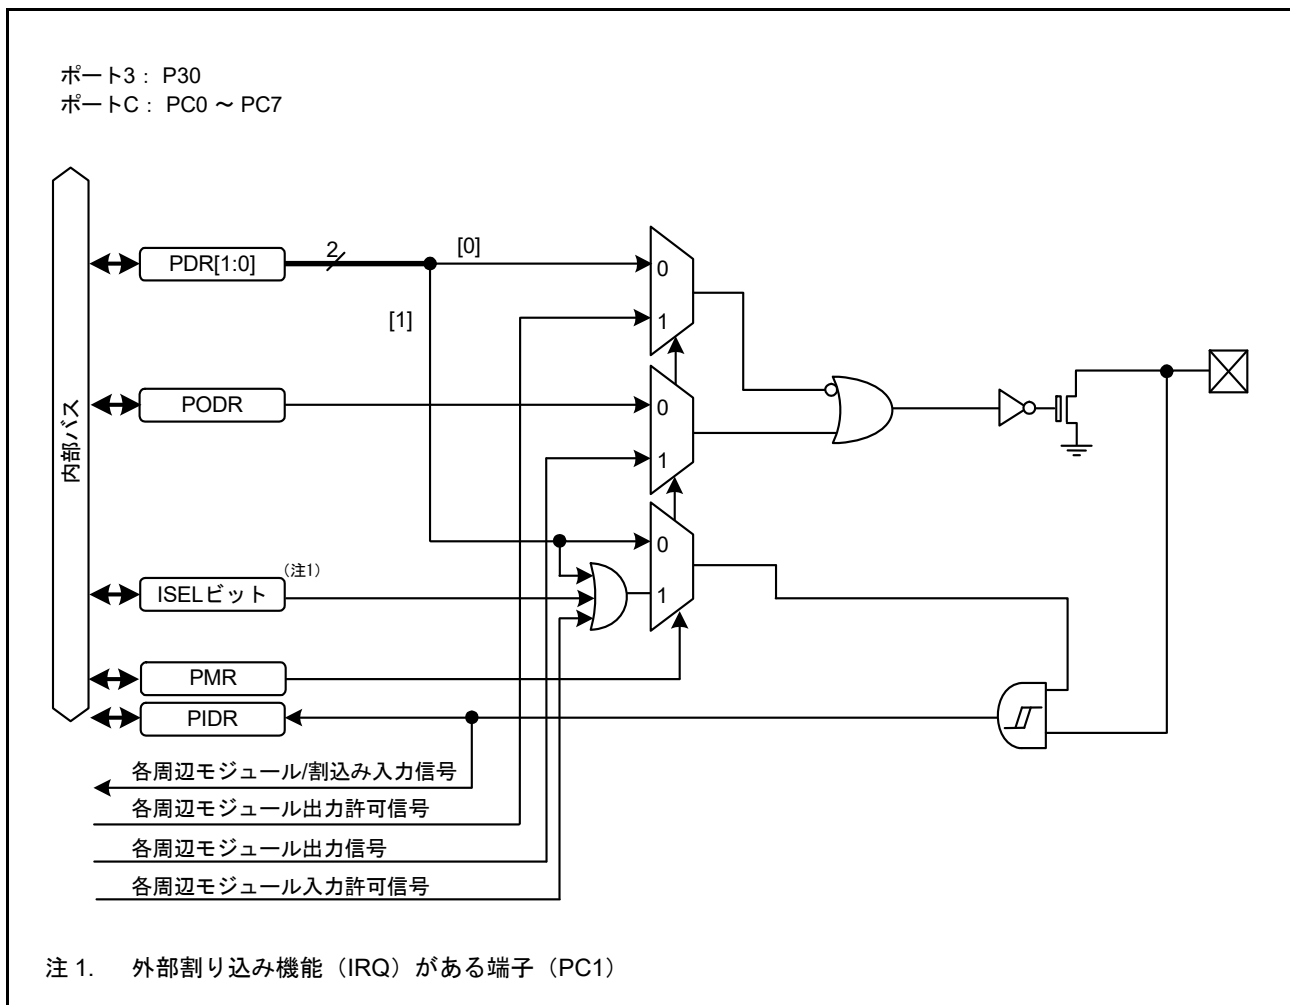 ポート3： P30
ポートC： PC0 ～ PC7
内部バス
PDR[1:0]
2
[0]
[1]
0
1
PODR
0
1
0
1
ISELビット
（注1）
PMR
PIDR
各周辺モジュール/割込み入力信号
各周辺モジュール出力許可信号
各周辺モジュール出力信号
各周辺モジュール入力許可信号
注 1. 外部割り込み機能（IRQ）がある端子（PC1）